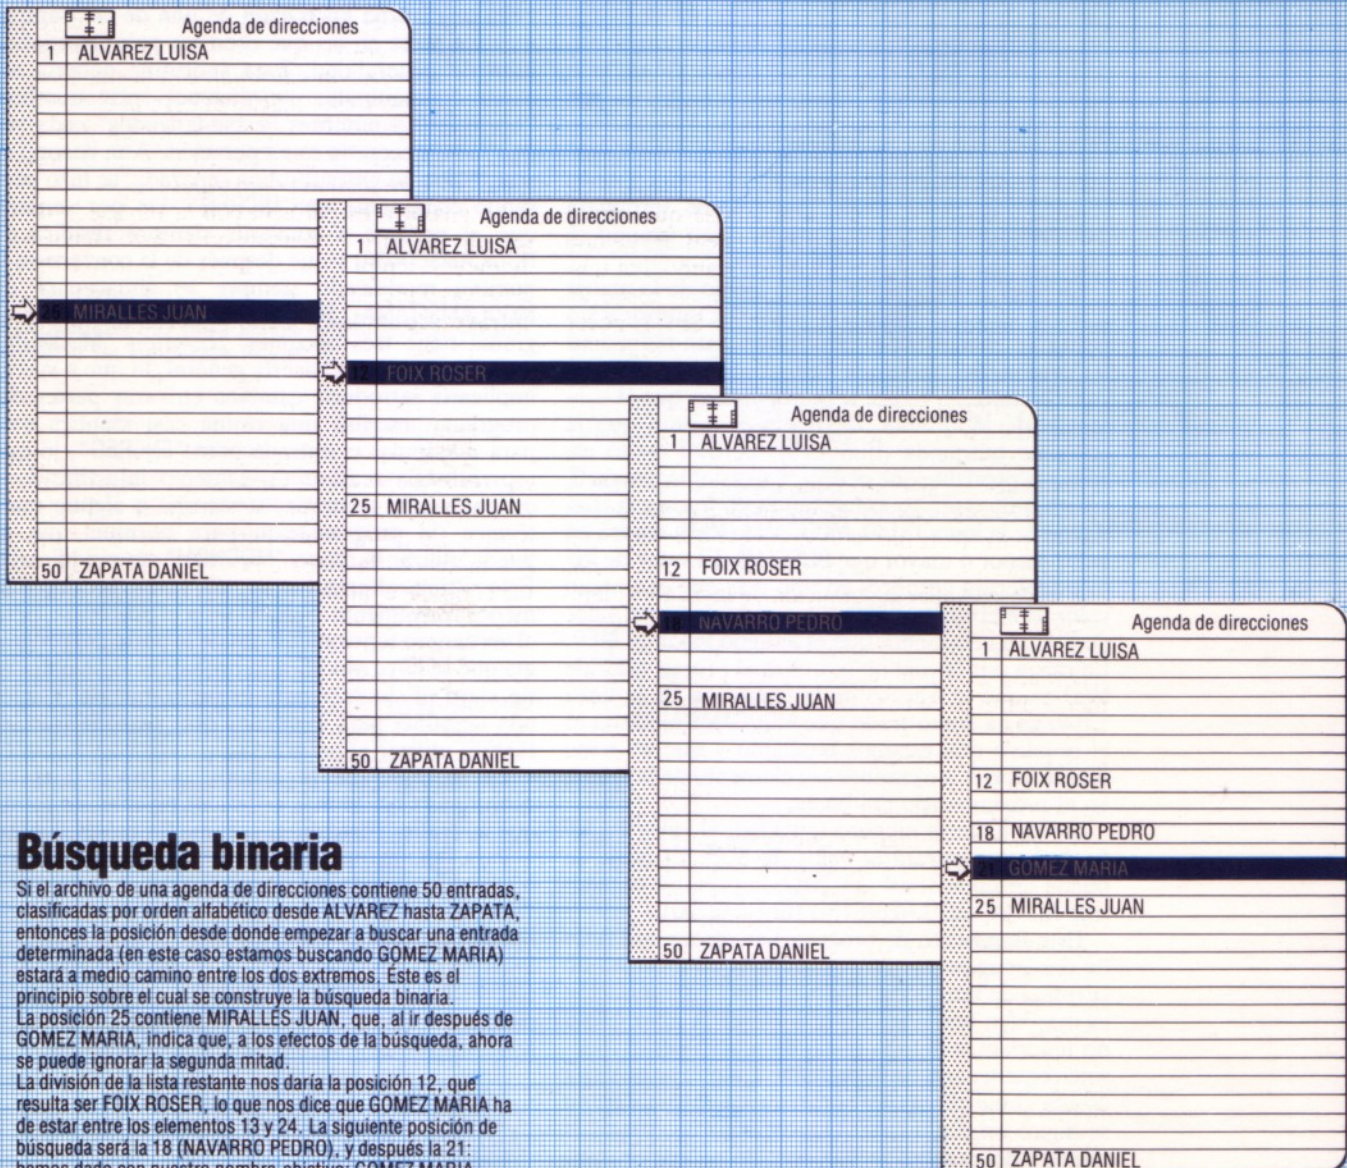 Agenda de direcciones
1 ALVAREZ LUISA
25 MIRALLES JUAN
50 ZAPATA DANIEL
Agenda de direcciones
1 ALVAREZ LUISA
12 FOIX ROSER
25 MIRALLES JUAN
50 ZAPATA DANIEL
Agenda de direcciones
1 ALVAREZ LUISA
12 FOIX ROSER
18 NAVARRO PEDRO
25 MIRALLES JUAN
50 ZAPATA DANIEL
Agenda de direcciones
1 ALVAREZ LUISA
12 FOIX ROSER
18 NAVARRO PEDRO
21 GOMEZ MARIA
25 MIRALLES JUAN
50 ZAPATA DANIEL
Búsqueda binaria
Si el archivo de una agenda de direcciones contiene 50 entradas,
clasificadas por orden alfabético desde ALVAREZ hasta ZAPATA,
entonces la posición desde donde empezar a buscar una entrada
determinada (en este caso estamos buscando GOMEZ MARIA)
estará a medio camino entre los dos extremos. Éste es el
principio sobre el cual se construye la búsqueda binaria.
La posición 25 contiene MIRALLES JUAN, que, al ir después de
GOMEZ MARIA, indica que, a los efectos de la búsqueda, ahora
se puede ignorar la segunda mitad.
La división de la lista restante nos daría la posición 12, que
resulta ser FOIX ROSER, lo que nos dice que GOMEZ MARIA ha
de estar entre los elementos 13 y 24. La siguiente posición de
búsqueda será la 18 (NAVARRO PEDRO), y después la 21:
hemos dado con nuestro nombre objetivo: GOMEZ MARIA